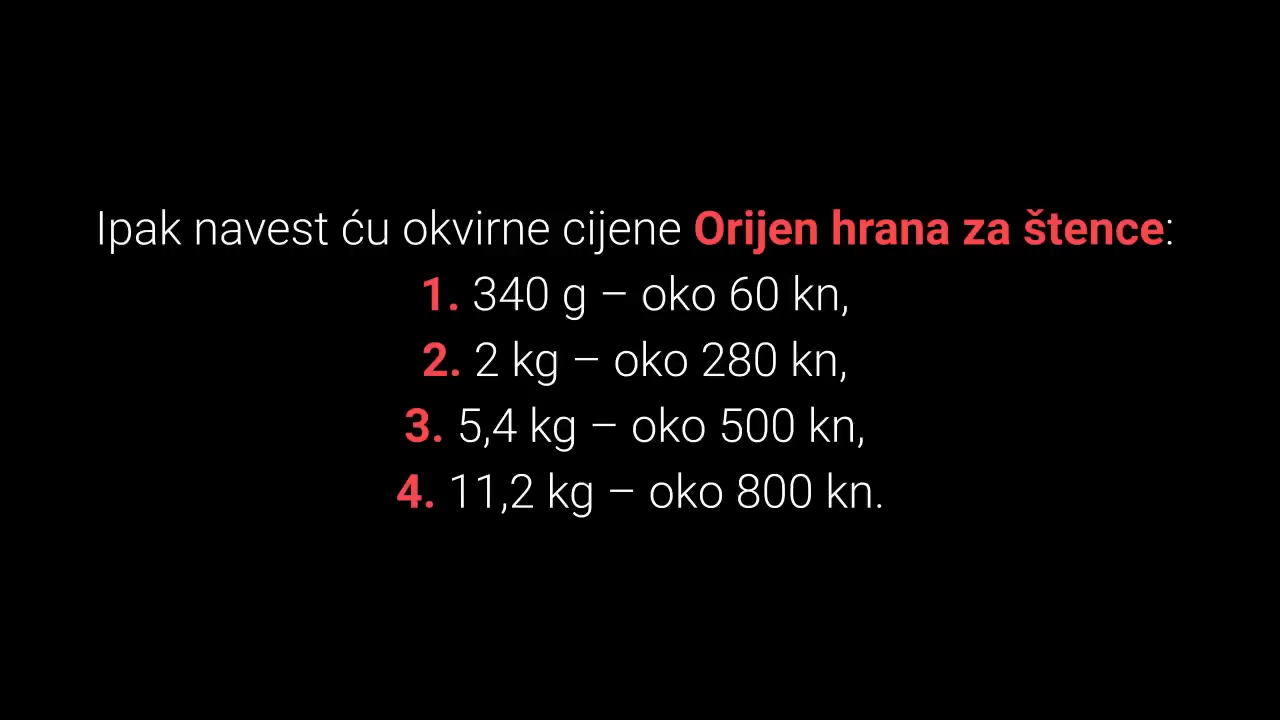 Ipak navest ću okvirne cijene Orijen hrana za štence:
1. 340 g – oko 60 kn,
2. 2 kg – oko 280 kn,
3. 5,4 kg – oko 500 kn,
4. 11,2 kg – oko 800 kn.